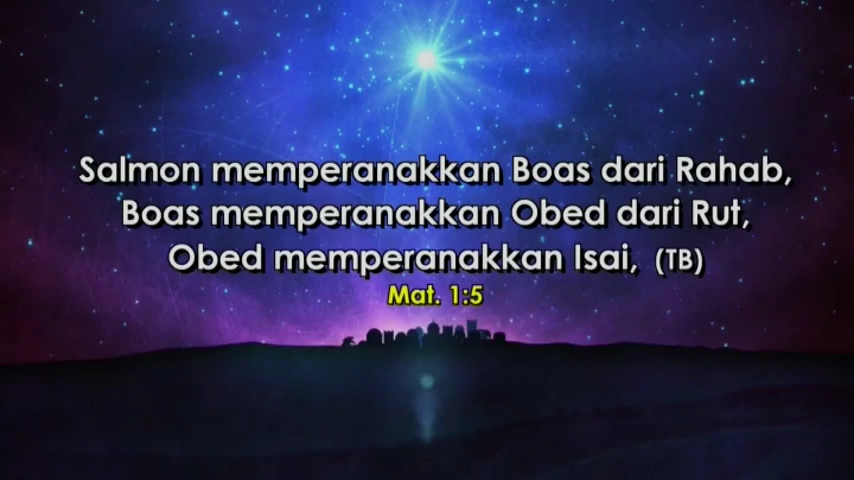 Salmon memperanakkan Boas dari Rahab,
Boas memperanakkan Obed dari Rut,
Obed memperanakkan Isai, (TB)
Mat. 1:5